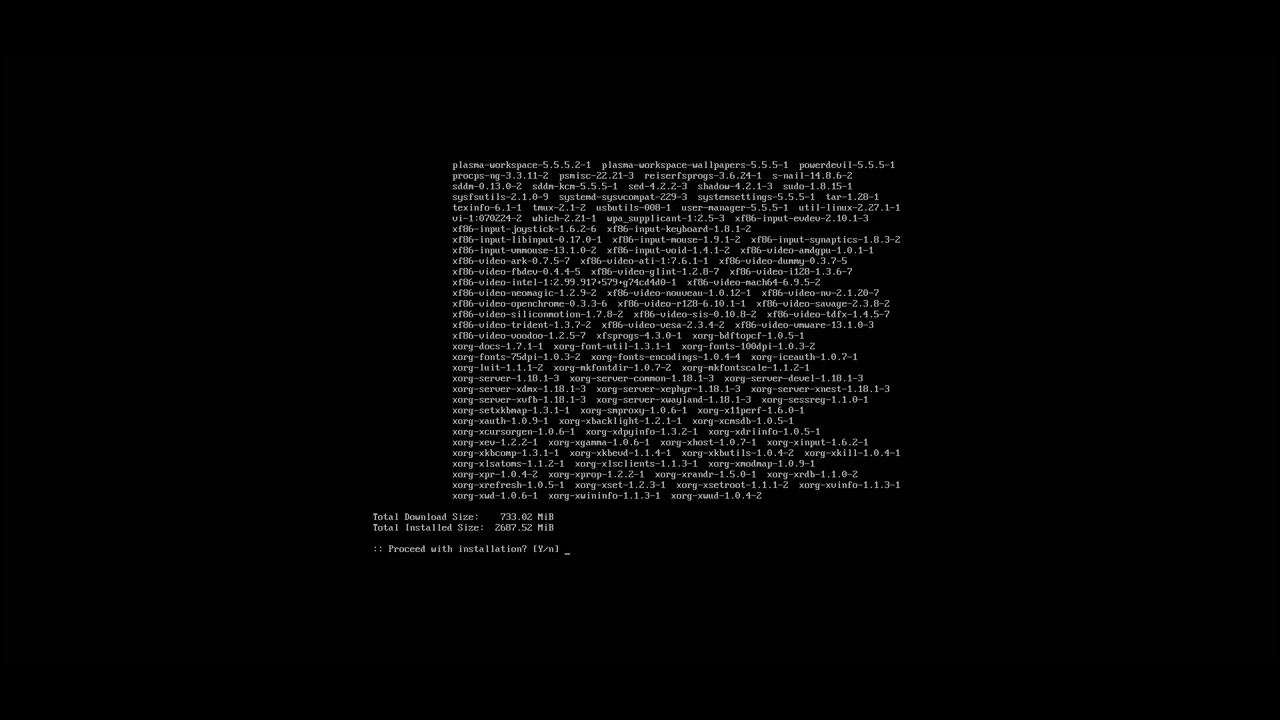 plasma-workspace-5.5.5.2-1  plasma-workspace-wallpapers-5.5.5-1  powerdevil-5.5.5-1
procps-ng-3.3.11-2  psmisc-22.21-3  reiserfsprogs-3.6.24-1  s-nail-14.8.6-2
sddm-0.13.0-2  sddm-kcm-5.5.5-1  sed-4.2.2-3  shadow-4.2.1-3  sudo-1.8.15-1
sysfsutils-2.1.0-9  systemd-sysvcompat-229-3  systemsettings-5.5.5-1  tar-1.28-1
texinfo-6.1-1  tmux-2.1-2  usbutils-008-1  user-manager-5.5.5-1  util-linux-2.27.1-1
vi-1:070224-2  which-2.21-1  wpa_supplicant-1:2.5-3  xf86-input-evdev-2.10.1-3
xf86-input-joystick-1.6.2-6  xf86-input-keyboard-1.8.1-2
xf86-input-libinput-0.17.0-1  xf86-input-mouse-1.9.1-2  xf86-input-synaptics-1.8.3-2
xf86-input-vmmouse-13.1.0-2  xf86-input-void-1.4.1-2  xf86-video-amdgpu-1.0.1-1
xf86-video-ark-0.7.5-7  xf86-video-ati-1:7.6.1-1  xf86-video-dummy-0.3.7-5
xf86-video-fbdev-0.4.4-5  xf86-video-glint-1.2.8-7  xf86-video-i128-1.3.6-7
xf86-video-intel-1:2.99.917+579+g74cd4d0-1  xf86-video-mach64-6.9.5-2
xf86-video-neomagic-1.2.9-2  xf86-video-nouveau-1.0.12-1  xf86-video-nv-2.1.20-7
xf86-video-openchrome-0.3.3-6  xf86-video-r128-6.10.1-1  xf86-video-savage-2.3.8-2
xf86-video-siliconmotion-1.7.8-2  xf86-video-sis-0.10.8-2  xf86-video-tdfx-1.4.5-7
xf86-video-trident-1.3.7-2  xf86-video-vesa-2.3.4-2  xf86-video-vmware-13.1.0-3
xf86-video-voodoo-1.2.5-7  xfsprogs-4.3.0-1  xorg-bdftopcf-1.0.5-1
xorg-docs-1.7.1-1  xorg-font-util-1.3.1-1  xorg-fonts-100dpi-1.0.3-2
xorg-fonts-75dpi-1.0.3-2  xorg-fonts-encodings-1.0.4-4  xorg-iceauth-1.0.7-1
xorg-luit-1.1.1-2  xorg-mkfontdir-1.0.7-2  xorg-mkfontscale-1.1.2-1
xorg-server-1.18.1-3  xorg-server-common-1.18.1-3  xorg-server-devel-1.18.1-3
xorg-server-xdmx-1.18.1-3  xorg-server-xephyr-1.18.1-3  xorg-server-xnest-1.18.1-3
xorg-server-xvfb-1.18.1-3  xorg-server-xwayland-1.18.1-3  xorg-sessreg-1.1.0-1
xorg-setxkbmap-1.3.1-1  xorg-smproxy-1.0.6-1  xorg-x11perf-1.6.0-1
xorg-xauth-1.0.9-1  xorg-xbacklight-1.2.1-1  xorg-xcmsdb-1.0.5-1
xorg-xcursorgen-1.0.6-1  xorg-xdpyinfo-1.3.2-1  xorg-xdriinfo-1.0.5-1
xorg-xev-1.2.2-1  xorg-xgamma-1.0.6-1  xorg-xhost-1.0.7-1  xorg-xinput-1.6.2-1
xorg-xkbcomp-1.3.1-1  xorg-xkbevd-1.1.4-1  xorg-xkbutils-1.0.4-2  xorg-xkill-1.0.4-1
xorg-xlsatoms-1.1.2-1  xorg-xlsclients-1.1.3-1  xorg-xmodmap-1.0.9-1
xorg-xpr-1.0.4-2  xorg-xprop-1.2.2-1  xorg-xrandr-1.5.0-1  xorg-xrdb-1.1.0-2
xorg-xrefresh-1.0.5-1  xorg-xset-1.2.3-1  xorg-xsetroot-1.1.1-2  xorg-xvinfo-1.1.3-1
xorg-xwd-1.0.6-1  xorg-xwininfo-1.1.3-1  xorg-xwud-1.0.4-2
Total Download Size:    733.02 MiB
Total Installed Size:  2687.52 MiB
:: Proceed with installation? [Y/n] _